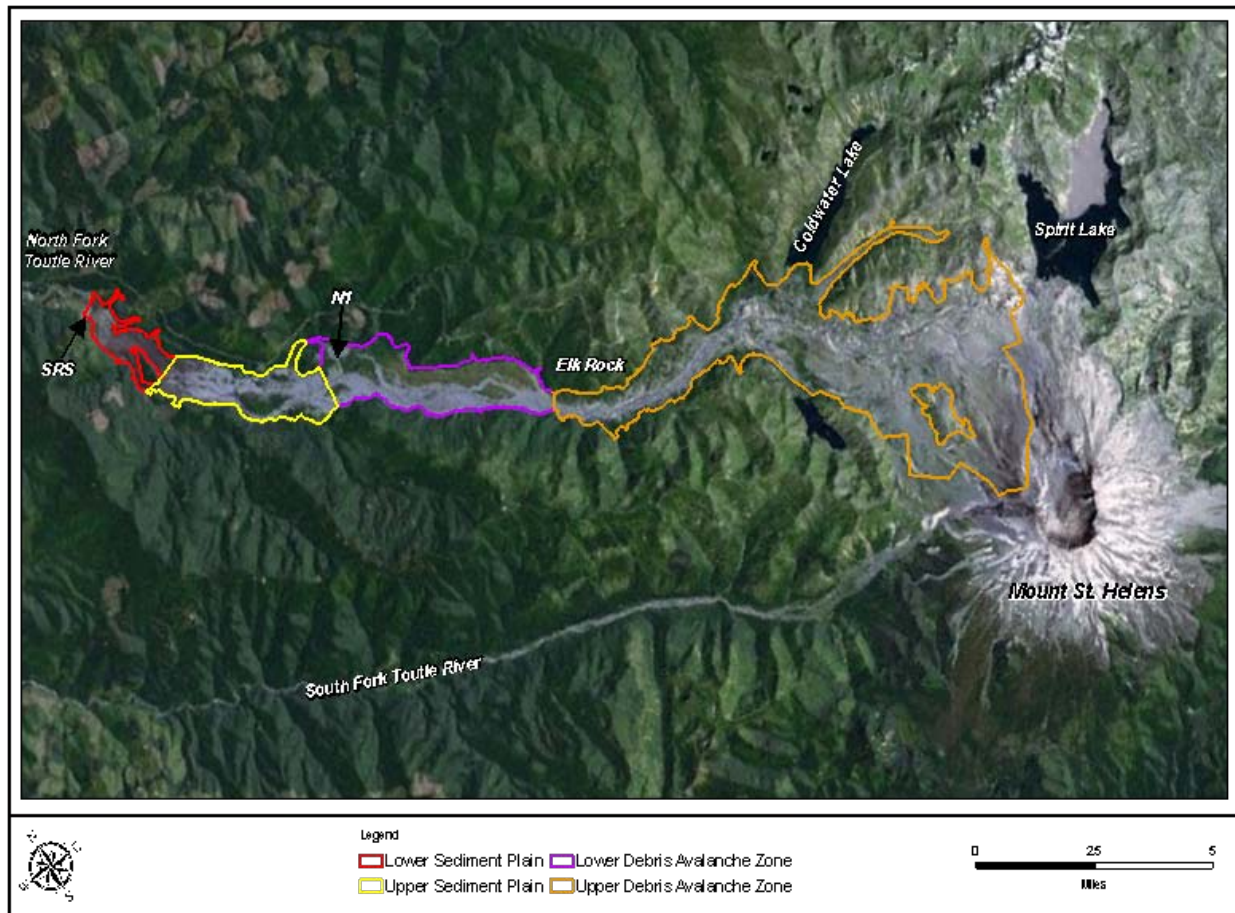 North Fork
Toutle River
SRS
N1
Elk Rock
Coldwater Lake
Spirit Lake
Mount St. Helens
South Fork Toutle River
Legend
Lower Sediment Plain
Lower Debris Avalanche Zone
Upper Sediment Plain
Upper Debris Avalanche Zone
0 2.5 5
Miles